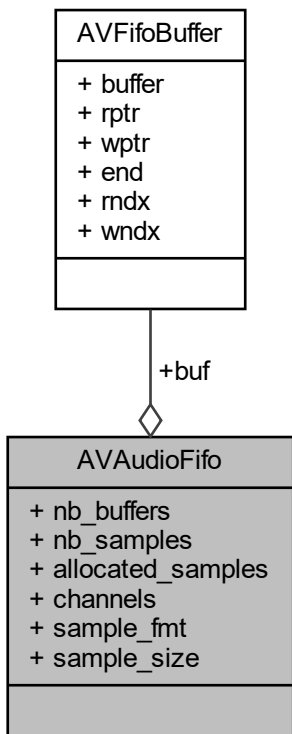 AVFifoBuffer
+ buffer
+ rptr
+ wptr
+ end
+ rndx
+ wndx
+buf
AVAudioFifo
+ nb_buffers
+ nb_samples
+ allocated_samples
+ channels
+ sample_fmt
+ sample_size